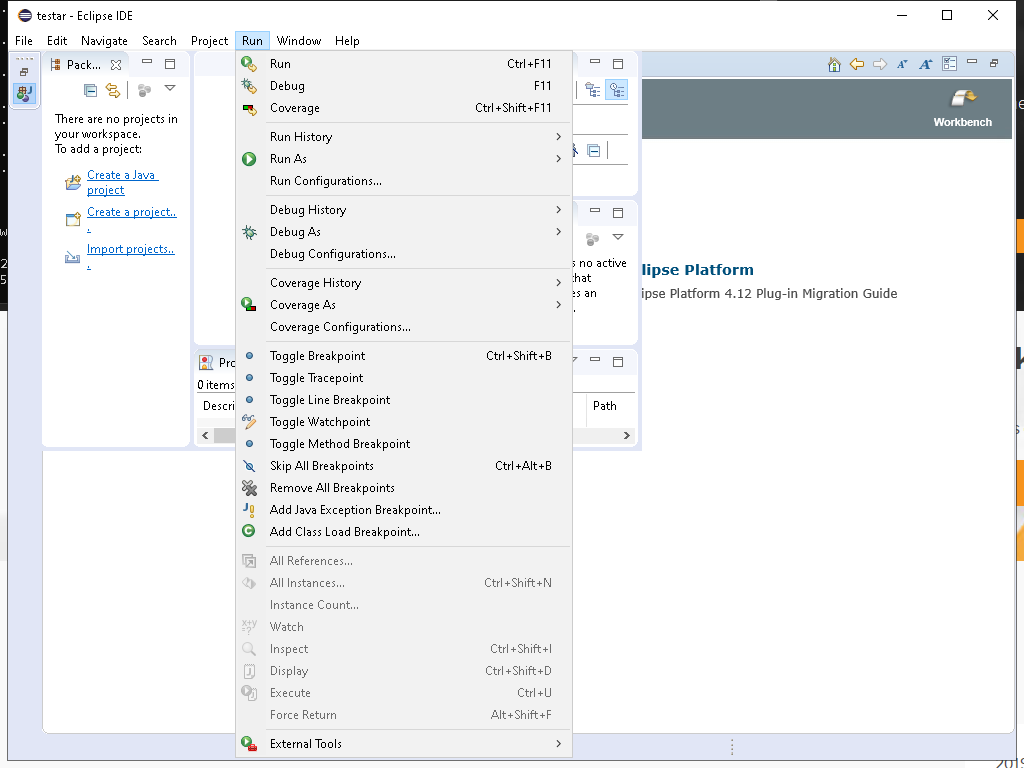 testar - Eclipse IDE
File Edit Navigate Search Project Run Window Help
Pack...
There are no projects in
your workspace.
To add a project:
Create a Java
project
Create a project..
.
Import projects..
.
Run Ctrl+F11
Debug F11
Coverage Ctrl+Shift+F11
Run History
Run As
Run Configurations...
Debug History
Debug As
Debug Configurations...
Coverage History
Coverage As
Coverage Configurations...
Toggle Breakpoint Ctrl+Shift+B
Toggle Tracepoint
Toggle Line Breakpoint
Toggle Watchpoint
Toggle Method Breakpoint
Skip All Breakpoints Ctrl+Alt+B
Remove All Breakpoints
Add Java Exception Breakpoint...
Add Class Load Breakpoint...
All References...
All Instances... Ctrl+Shift+N
Instance Count...
Watch
Inspect Ctrl+Shift+I
Display Ctrl+Shift+D
Execute Ctrl+U
Force Return Alt+Shift+F
External Tools
Pro
0 items
Descri
Path
s no active
that
es an
.
Workbench
lipse Platform
ipse Platform 4.12 Plug-in Migration Guide
2019